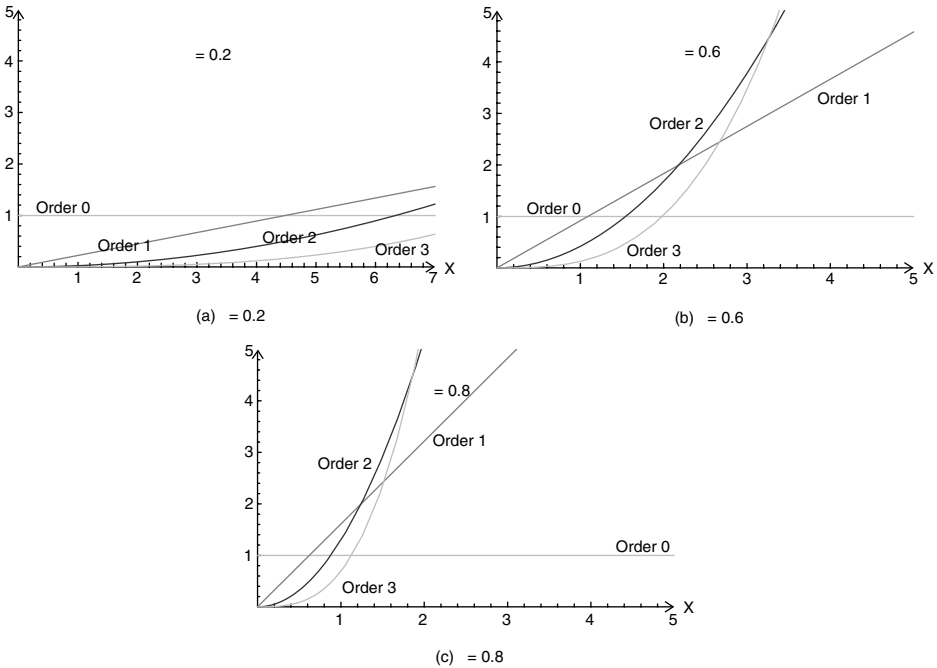 5
4
3
2
1
= 0.2
Order 0
Order 1
Order 2
Order 3
1 2 3 4 5 6 7 X
(a) = 0.2
5
4
3
2
1
= 0.6
Order 2
Order 1
Order 0
Order 3
1 2 3 4 5 X
(b) = 0.6
5
4
3
2
1
= 0.8
Order 1
Order 2
Order 0
Order 3
1 2 3 4 5 X
(c) = 0.8